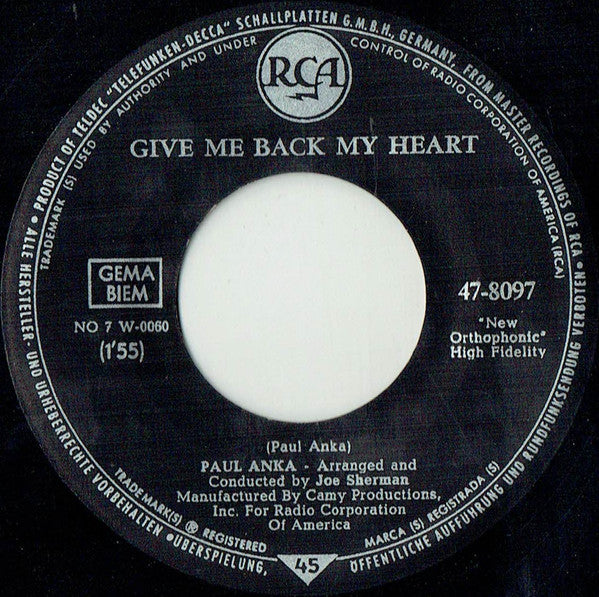 • PRODUCT OF TELDEC "TELEFUNKEN-DECCA" SCHALLPLATTEN G.M.B.H., GERMANY, FROM MASTER RECORDINGS OF RCA •
TRADEMARK (S) USED BY AUTHORITY AND UNDER CONTROL OF RADIO CORPORATION OF AMERICA (RCA)
RCA
GIVE ME BACK MY HEART
GEMA
BIEM
NO 7 W-0060
(1'55)
47-8097
"New
Orthophonic"
High Fidelity
(Paul Anka)
PAUL ANKA - Arranged and
Conducted by Joe Sherman
Manufactured By Camy Productions,
Inc. For Radio Corporation
Of America
TRADEMARK(S) ® REGISTERED
MARCA (S) REGISTRADA (S)
ALLE HERSTELLER- UND URHEBERRECHTE VORBEHALTEN • ÜBERSPIELUNG,
45
ÖFFENTLICHE AUFFÜHRUNG UND RUNDFUNKSENDUNG VERBOTEN •